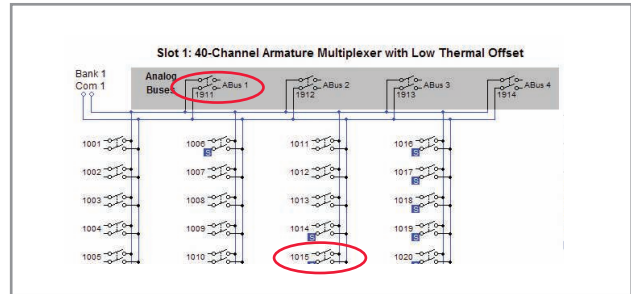 Slot 1: 40-Channel Armature Multiplexer with Low Thermal Offset
Bank 1
Com 1
Analog
Buses
ABus 1 ABus 2 ABus 3 ABus 4
1911 1912 1913 1914
1001 1006 1011 1016
S S
1002 1007 1012 1017
S
1003 1008 1013 1018
S
1004 1009 1014 1019
S S
1005 1010 1015 1020